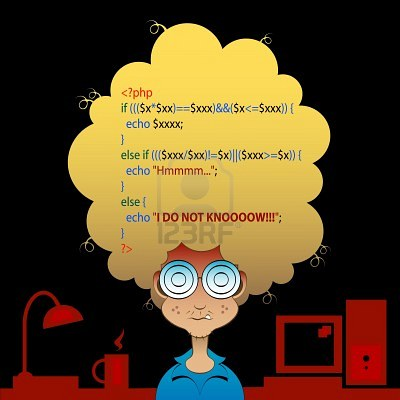 <?php
if ((($x*$xx)==$xxx)&&($x<=$xxx)) {
echo $xxxx;
}
else if ((($xxx/$xx)!=$x)||($xxx>=$x)) {
echo "Hmmmm...";
}
else {
echo "I DO NOT KNOOOOW!!!";
}
?>
123RF